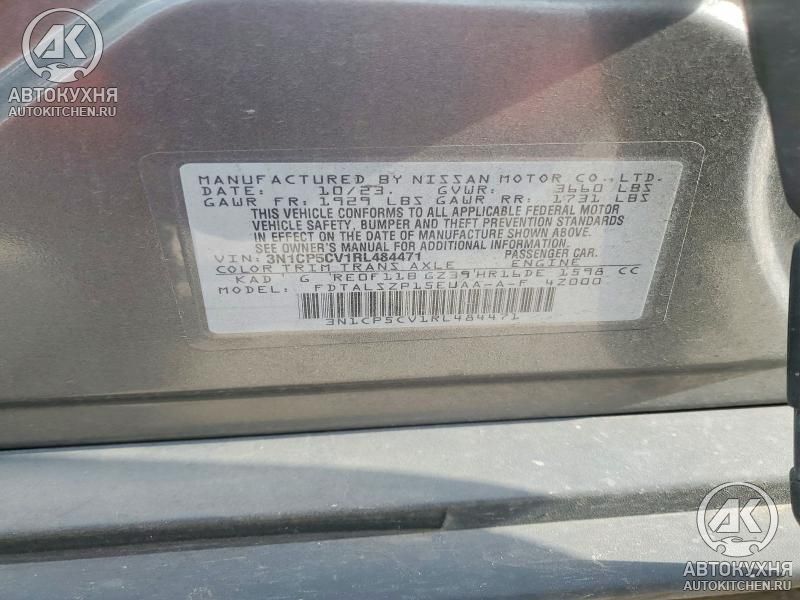 AK
АВТОКУХНЯ
AUTOKITCHEN.RU
MANUFACTURED BY NISSAN MOTOR CO.,LTD.
DATE: 10/23. GVWR: 3660 LBS
GAWR FR: 1929 LBS GAWR RR: 1731 LBS
THIS VEHICLE CONFORMS TO ALL APPLICABLE FEDERAL MOTOR
VEHICLE SAFETY, BUMPER AND THEFT PREVENTION STANDARDS
IN EFFECT ON THE DATE OF MANUFACTURE SHOWN ABOVE.
SEE OWNER'S MANUAL FOR ADDITIONAL INFORMATION.
VIN: 3N1CP5CV1RL484471 PASSENGER CAR.
COLOR TRIM TRANS AXLE ENGINE
KAD G RE0F11B GZ39 HR16DE 1598 CC
MODEL: FDTALSZP15EUAA-A-F 4Z000
3N1CP5CV1RL484471
AK
АВТОКУХНЯ
AUTOKITCHEN.RU